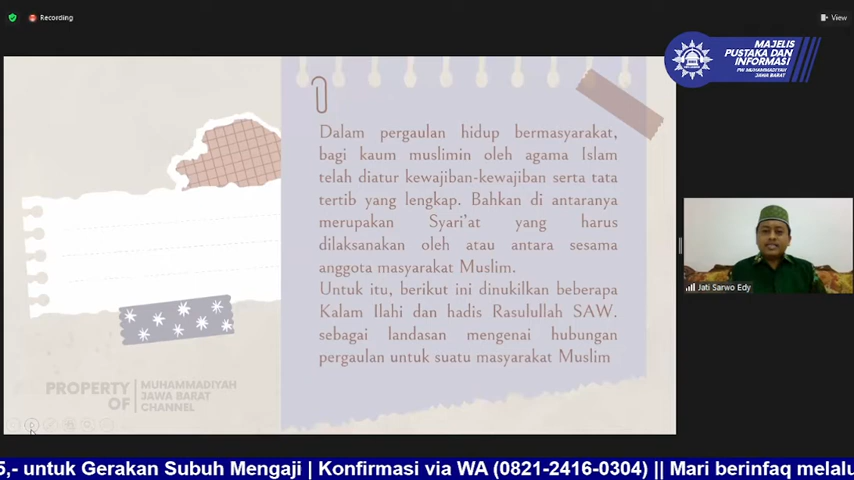 Recording
View
MAJELIS
PUSTAKA DAN
INFORMASI
PW MUHAMMADIYAH
JAWA BARAT
Dalam pergaulan hidup bermasyarakat,
bagi kaum muslimin oleh agama Islam
telah diatur kewajiban-kewajiban serta tata
tertib yang lengkap. Bahkan di antaranya
merupakan Syari'at yang harus
dilaksanakan oleh atau antara sesama
anggota masyarakat Muslim.
Untuk itu, berikut ini dinukilkan beberapa
Kalam Ilahi dan hadis Rasulullah SAW.
sebagai landasan mengenai hubungan
pergaulan untuk suatu masyarakat Muslim
Jati Sarwo Edy
PROPERTY OF
MUHAMMADIYAH
JAWA BARAT
CHANNEL
5,- untuk Gerakan Subuh Mengaji | Konfirmasi via WA (0821-2416-0304) || Mari berinfaq melalu